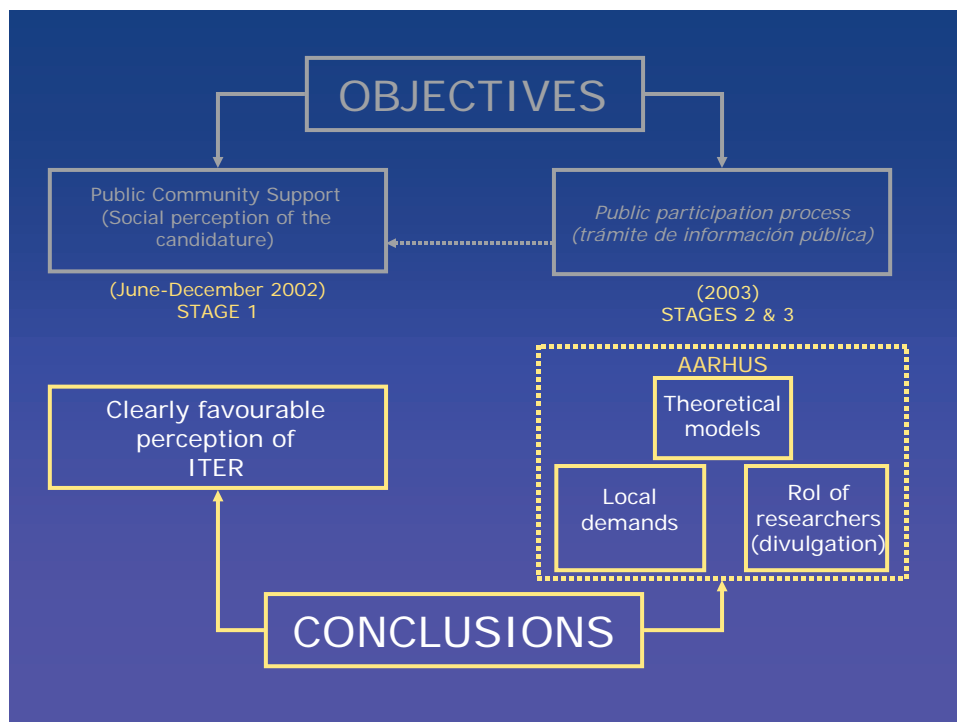 OBJECTIVES
Public Community Support
(Social perception of the
candidature)
Public participation process
(trámite de información pública)
(June-December 2002)
STAGE 1
(2003)
STAGES 2 & 3
AARHUS
Theoretical
models
Clearly favourable
perception of
ITER
Local
demands
Rol of
researchers
(divulgation)
CONCLUSIONS